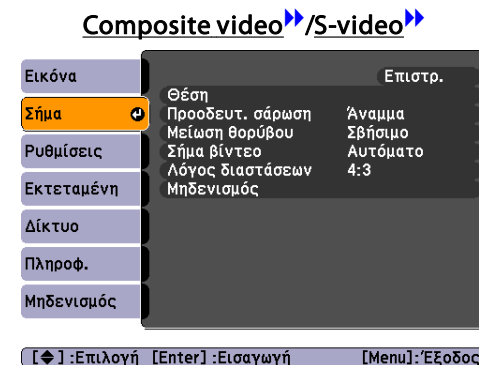 Composite video/S-video
Εικόνα
Σήμα
Ρυθμίσεις
Εκτεταμένη
Δίκτυο
Πληροφ.
Μηδενισμός
Επιστρ.
Θέση
Προοδευτ. σάρωση Άναμμα
Μείωση θορύβου Σβήσιμο
Σήμα βίντεο Αυτόματο
Λόγος διαστάσεων 4:3
Μηδενισμός
[◆] :Επιλογή [Enter] :Εισαγωγή [Menu]:Έξοδος